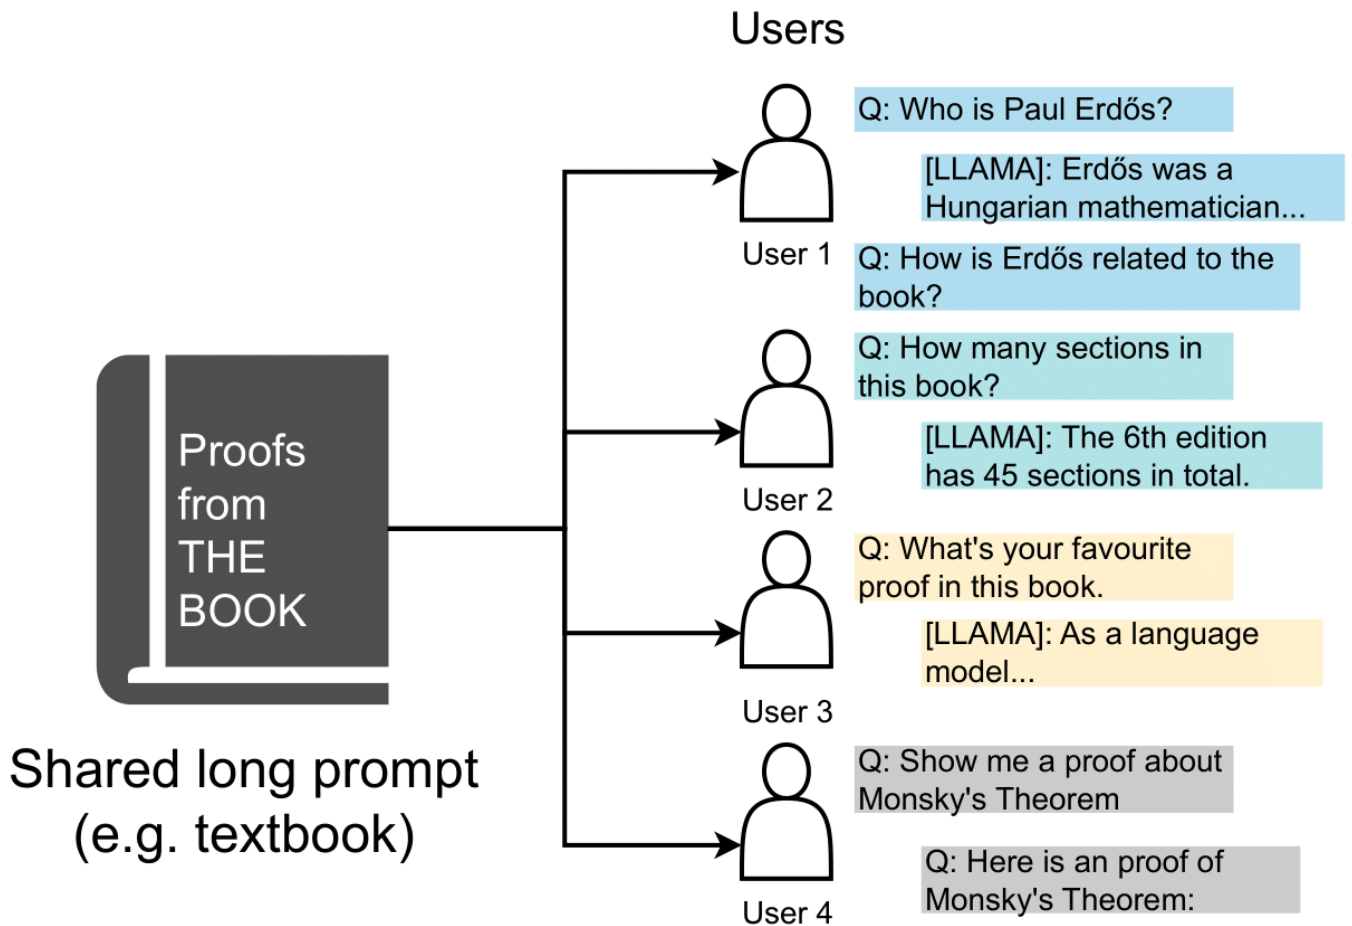 Users
Q: Who is Paul Erdős?
[LLAMA]: Erdős was a
Hungarian mathematician...
User 1
Q: How is Erdős related to the
book?
Q: How many sections in
this book?
[LLAMA]: The 6th edition
has 45 sections in total.
User 2
Q: What's your favourite
proof in this book.
[LLAMA]: As a language
model...
User 3
Q: Show me a proof about
Monsky's Theorem
Q: Here is an proof of
Monsky's Theorem:
User 4
Proofs
from
THE
BOOK
Shared long prompt
(e.g. textbook)